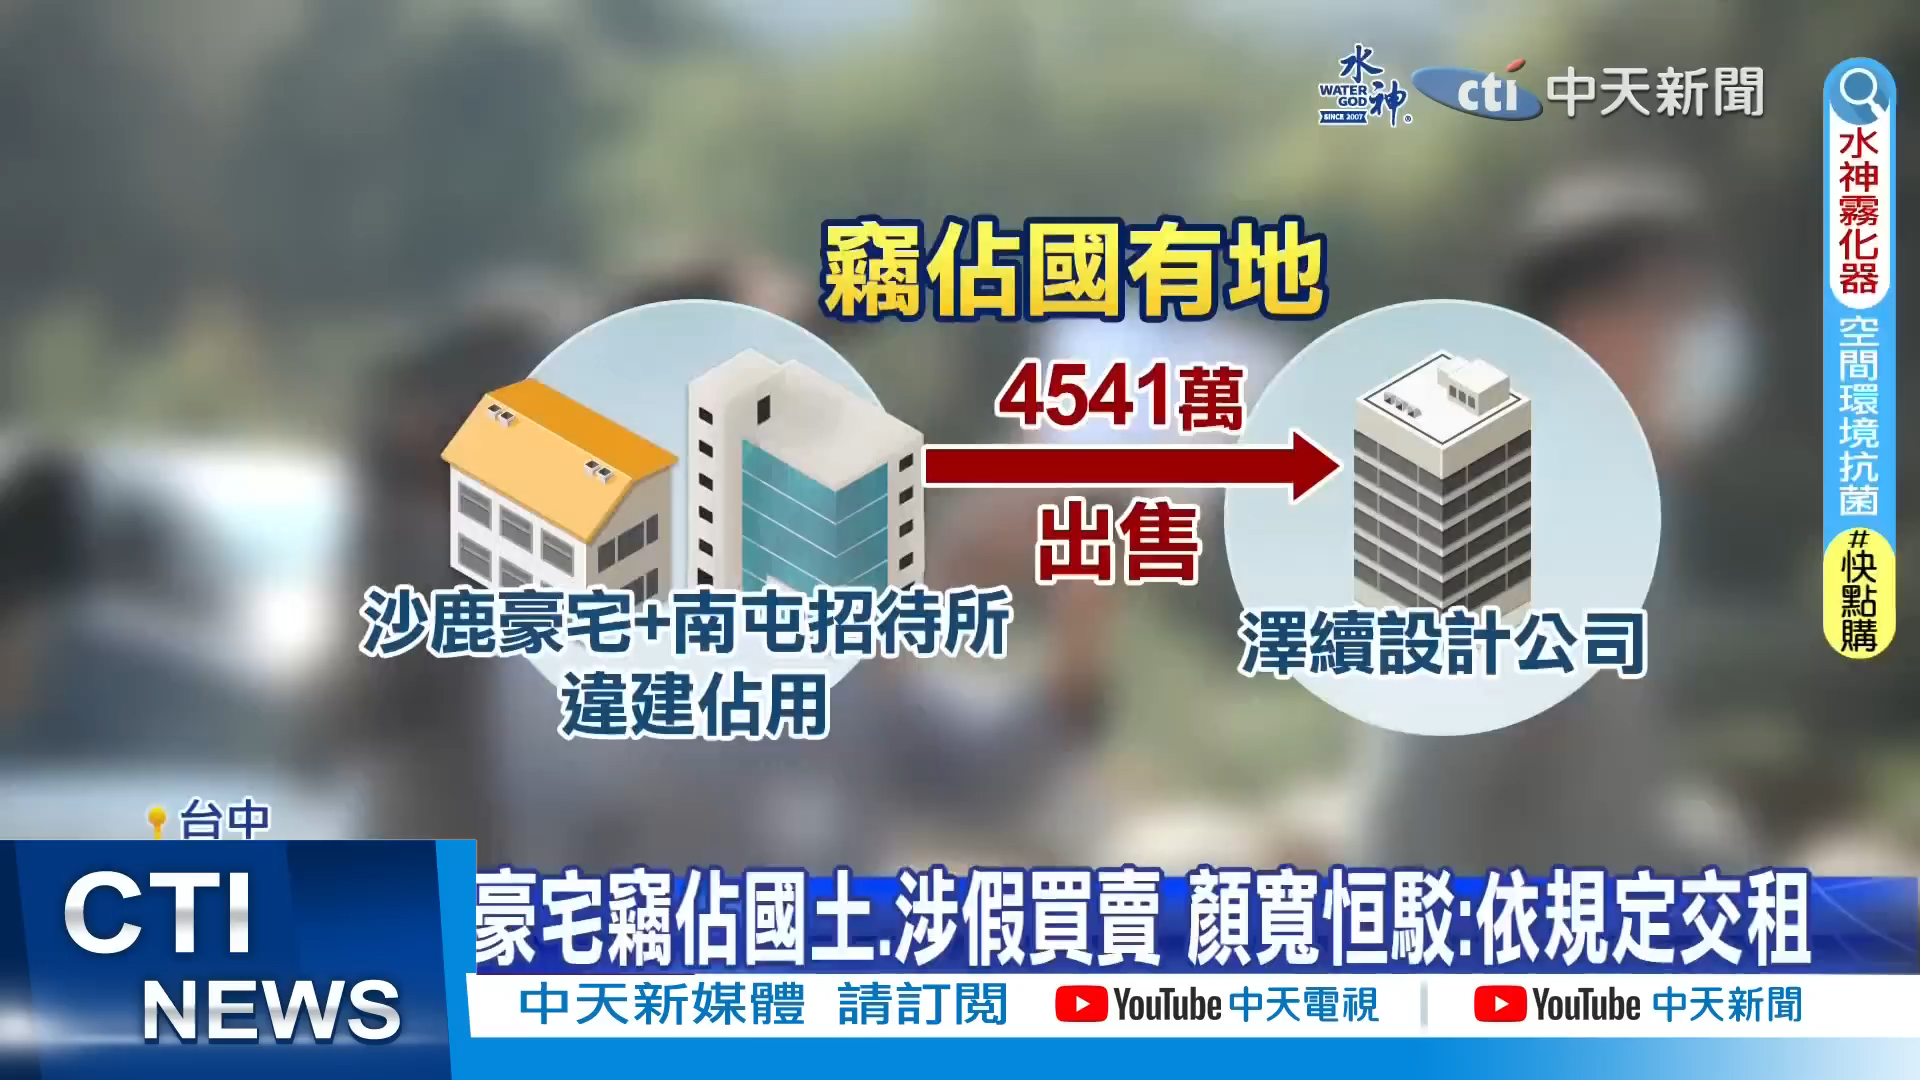 水神
WATER
GOD
SINCE 2007
cti 中天新聞
水神霧化器
空間環境抗菌
#快點購
竊佔國有地
4541萬
出售
沙鹿豪宅+南屯招待所
違建佔用
澤續設計公司
台中
CTI
NEWS
豪宅竊佔國土.涉假買賣 顏寬恒駁:依規定交租
中天新媒體 請訂閱 YouTube 中天電視 YouTube 中天新聞